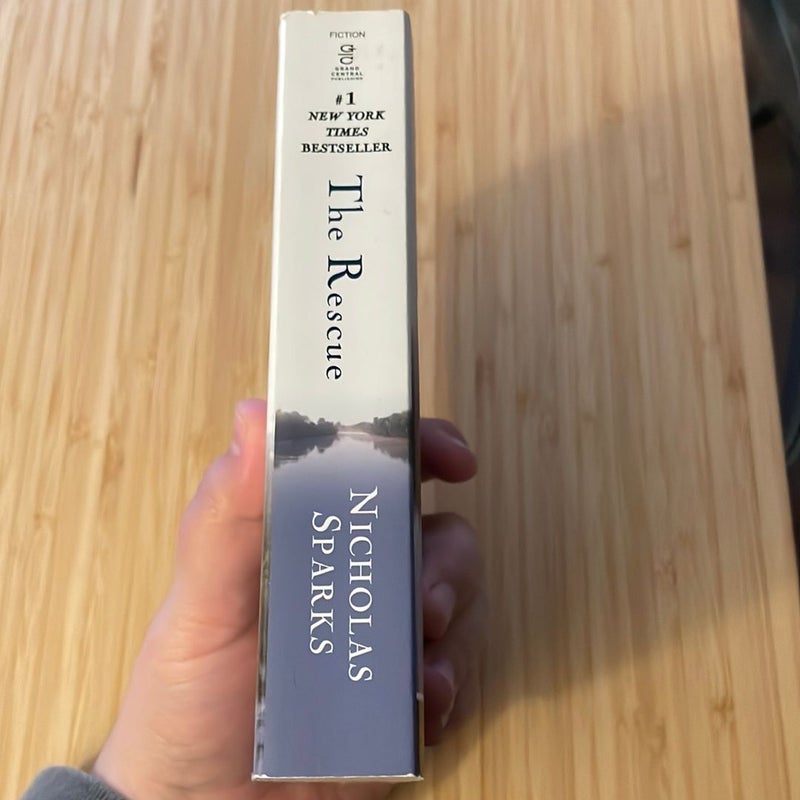 FICTION
GRAND
CENTRAL
PUBLISHING
#1
NEW YORK
TIMES
BESTSELLER
The Rescue
NICHOLAS
SPARKS